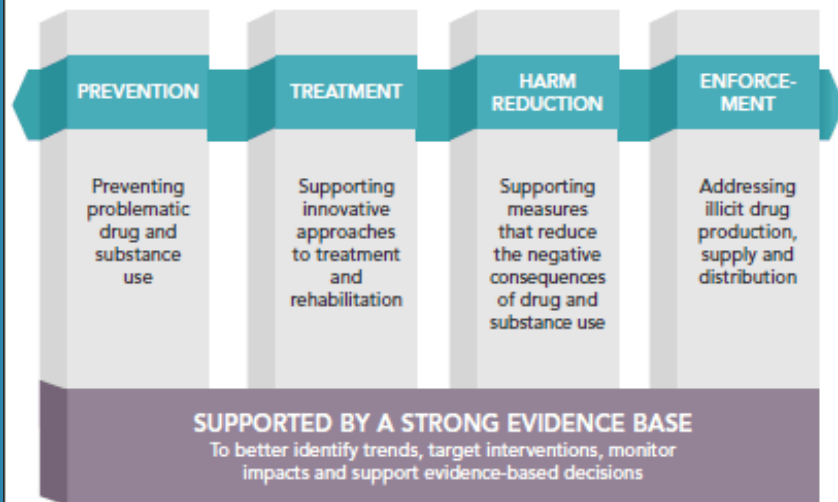 PREVENTION
Preventing
problematic
drug and
substance
use
TREATMENT
Supporting
innovative
approaches
to treatment
and
rehabilitation
HARM
REDUCTION
Supporting
measures
that reduce
the negative
consequences
of drug and
substance use
ENFORCE-
MENT
Addressing
illicit drug
production,
supply and
distribution
SUPPORTED BY A STRONG EVIDENCE BASE
To better identify trends, target interventions, monitor
impacts and support evidence-based decisions